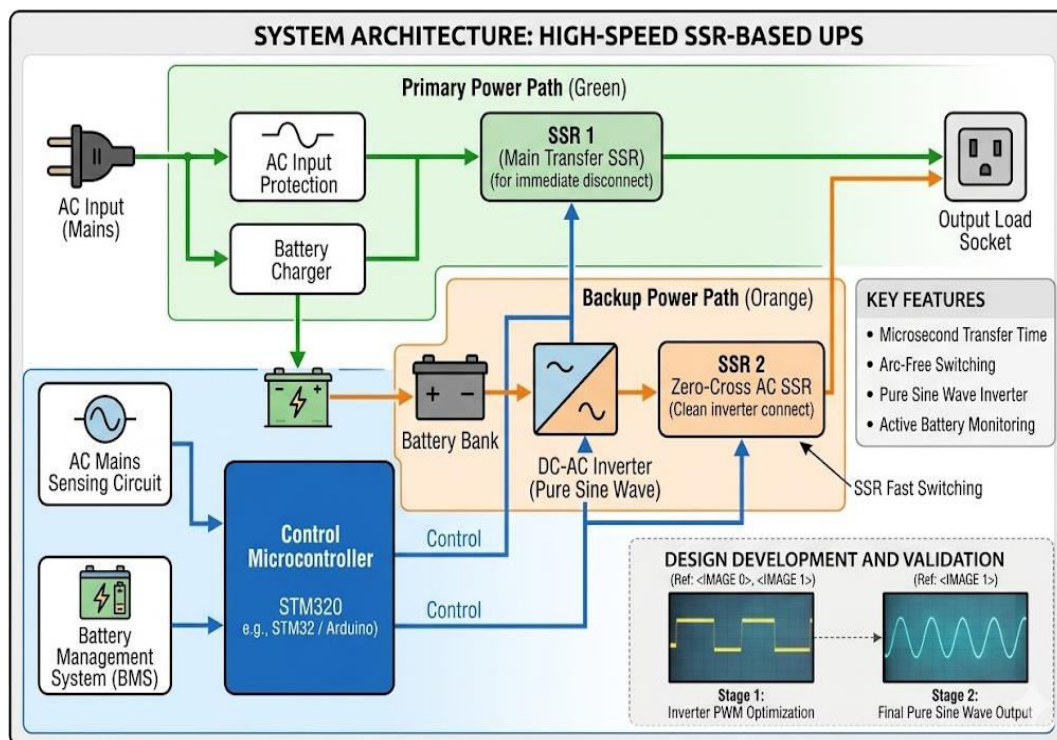 SYSTEM ARCHITECTURE: HIGH-SPEED SSR-BASED UPS
Primary Power Path (Green)
AC Input
(Mains)
AC Input
Protection
Battery
Charger
SSR 1
(Main Transfer SSR)
(for immediate disconnect)
Output Load
Socket
Backup Power Path (Orange)
Battery Bank
DC-AC Inverter
(Pure Sine Wave)
SSR 2
Zero-Cross AC SSR
(Clean inverter connect)
SSR Fast Switching
KEY FEATURES
• Microsecond Transfer Time
• Arc-Free Switching
• Pure Sine Wave Inverter
• Active Battery Monitoring
AC Mains
Sensing Circuit
Battery
Management
System (BMS)
Control
Microcontroller
STM320
e.g., STM32 / Arduino)
Control
Control
DESIGN DEVELOPMENT AND VALIDATION
(Ref: <IMAGE 0>, <IMAGE 1>)
(Ref: <IMAGE 1>)
Stage 1:
Inverter PWM Optimization
Stage 2:
Final Pure Sine Wave Output